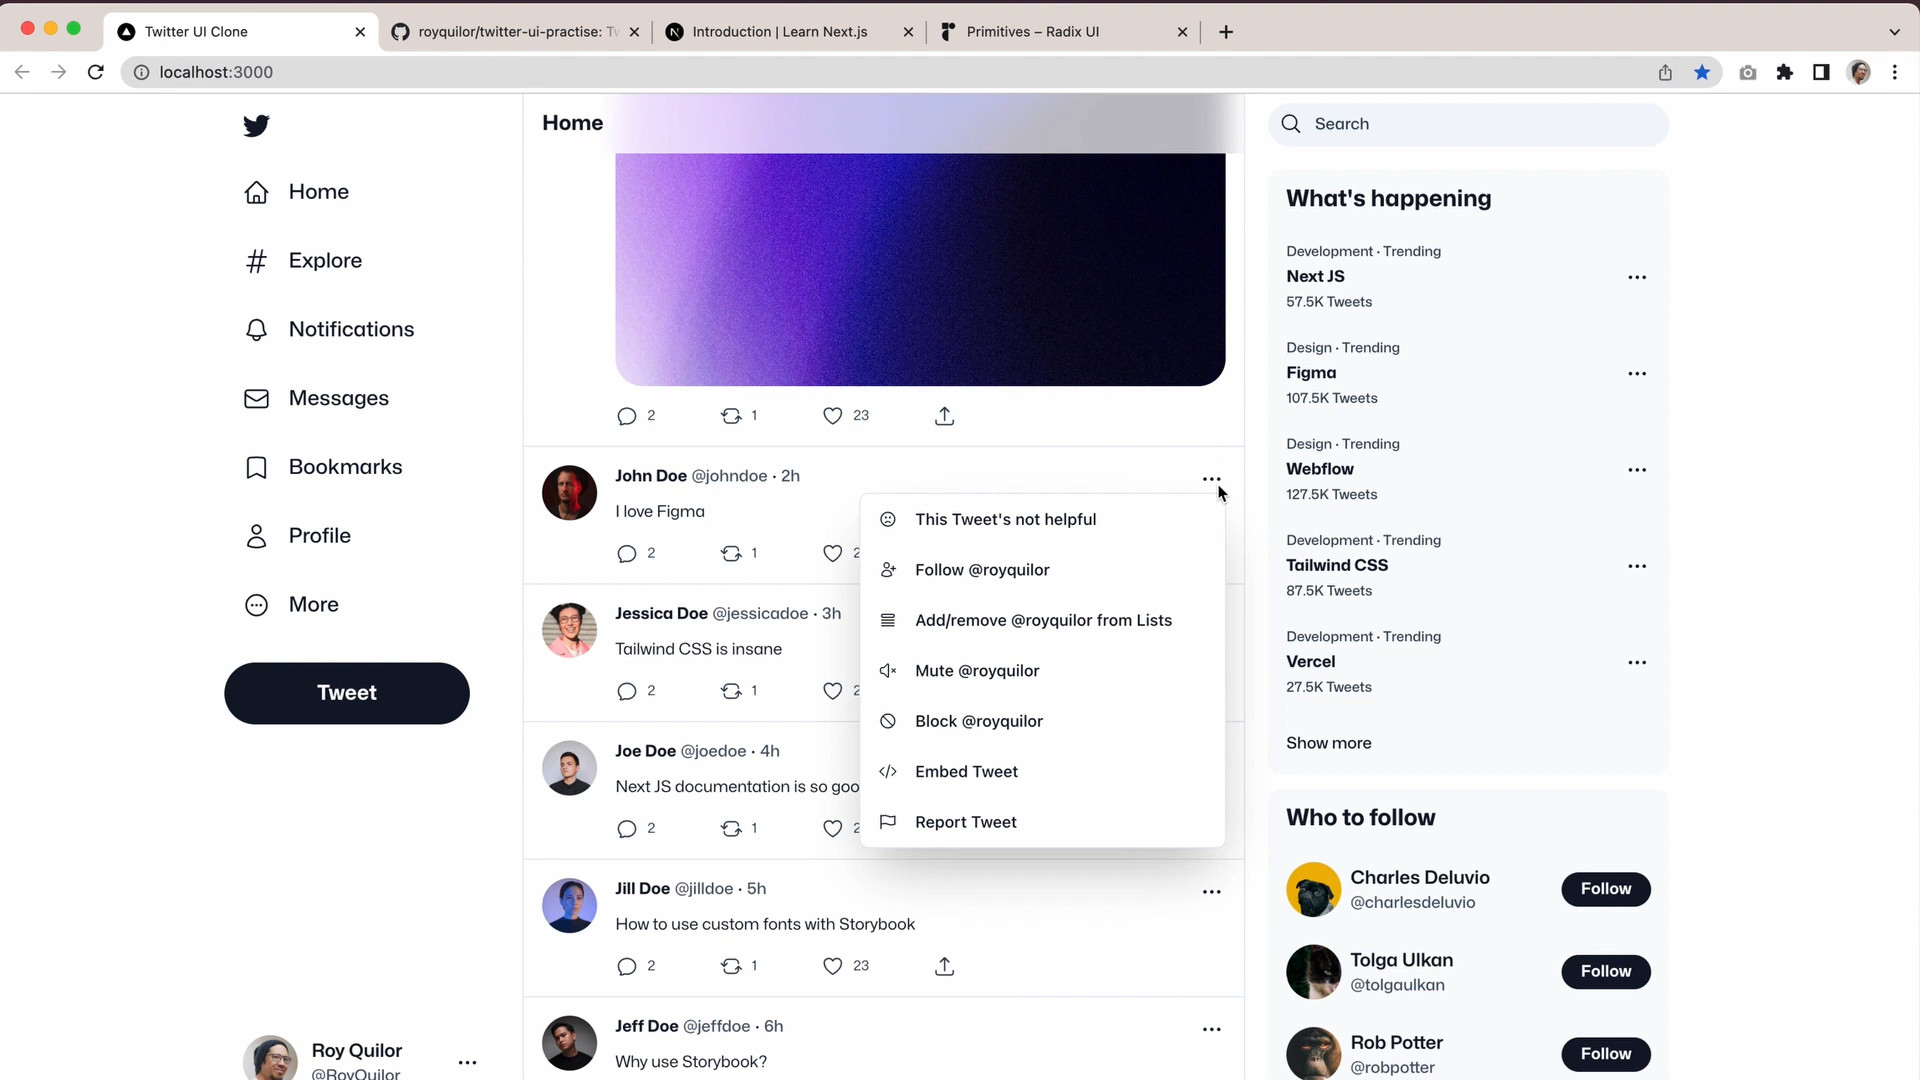 Twitter UI Clone
royquilor/twitter-ui-practise: Tw
Introduction | Learn Next.js
Primitives – Radix UI
localhost:3000
Home
Explore
Notifications
Messages
Bookmarks
Profile
More
Tweet
Roy Quilor
@RoyQuilor
Home
2 1 23
John Doe @johndoe · 2h
I love Figma
2 1 2
Jessica Doe @jessicadoe · 3h
Tailwind CSS is insane
2 1 2
Joe Doe @joedoe · 4h
Next JS documentation is so goo
2 1 2
This Tweet's not helpful
Follow @royquilor
Add/remove @royquilor from Lists
Mute @royquilor
Block @royquilor
Embed Tweet
Report Tweet
Jill Doe @jilldoe · 5h
How to use custom fonts with Storybook
2 1 23
Jeff Doe @jeffdoe · 6h
Why use Storybook?
Search
What's happening
Development · Trending
Next JS
57.5K Tweets
Design · Trending
Figma
107.5K Tweets
Design · Trending
Webflow
127.5K Tweets
Development · Trending
Tailwind CSS
87.5K Tweets
Development · Trending
Vercel
27.5K Tweets
Show more
Who to follow
Charles Deluvio
@charlesdeluvio
Follow
Tolga Ulkan
@tolgaulkan
Follow
Rob Potter
@robpotter
Follow